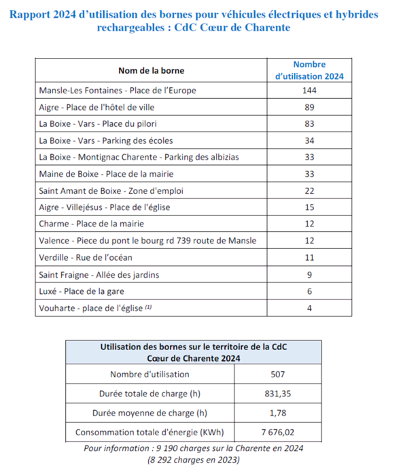 Rapport 2024 d'utilisation des bornes pour véhicules électriques et hybrides
rechargeables : CdC Cœur de Charente
Nom de la borne Nombre d'utilisation 2024
Mansle-Les Fontaines - Place de l'Europe 144
Aigre - Place de l'hôtel de ville 89
La Boixe - Vars - Place du pilori 83
La Boixe - Vars - Parking des écoles 34
La Boixe - Montignac Charente - Parking des albizias 33
Maine de Boixe - Place de la mairie 33
Saint Amant de Boixe - Zone d'emploi 22
Aigre - Villejésus - Place de l'église 15
Charme - Place de la mairie 12
Valence - Piece du pont le bourg rd 739 route de Mansle 12
Verdille - Rue de l'océan 11
Saint Fraigne - Allée des jardins 9
Luxé - Place de la gare 6
Vouharte - place de l'église (1) 4
Utilisation des bornes sur le territoire de la CdC
Cœur de Charente 2024
Nombre d'utilisation 507
Durée totale de charge (h) 831,35
Durée moyenne de charge (h) 1,78
Consommation totale d'énergie (KWh) 7 676,02
Pour information : 9 190 charges sur la Charente en 2024
(8 292 charges en 2023)